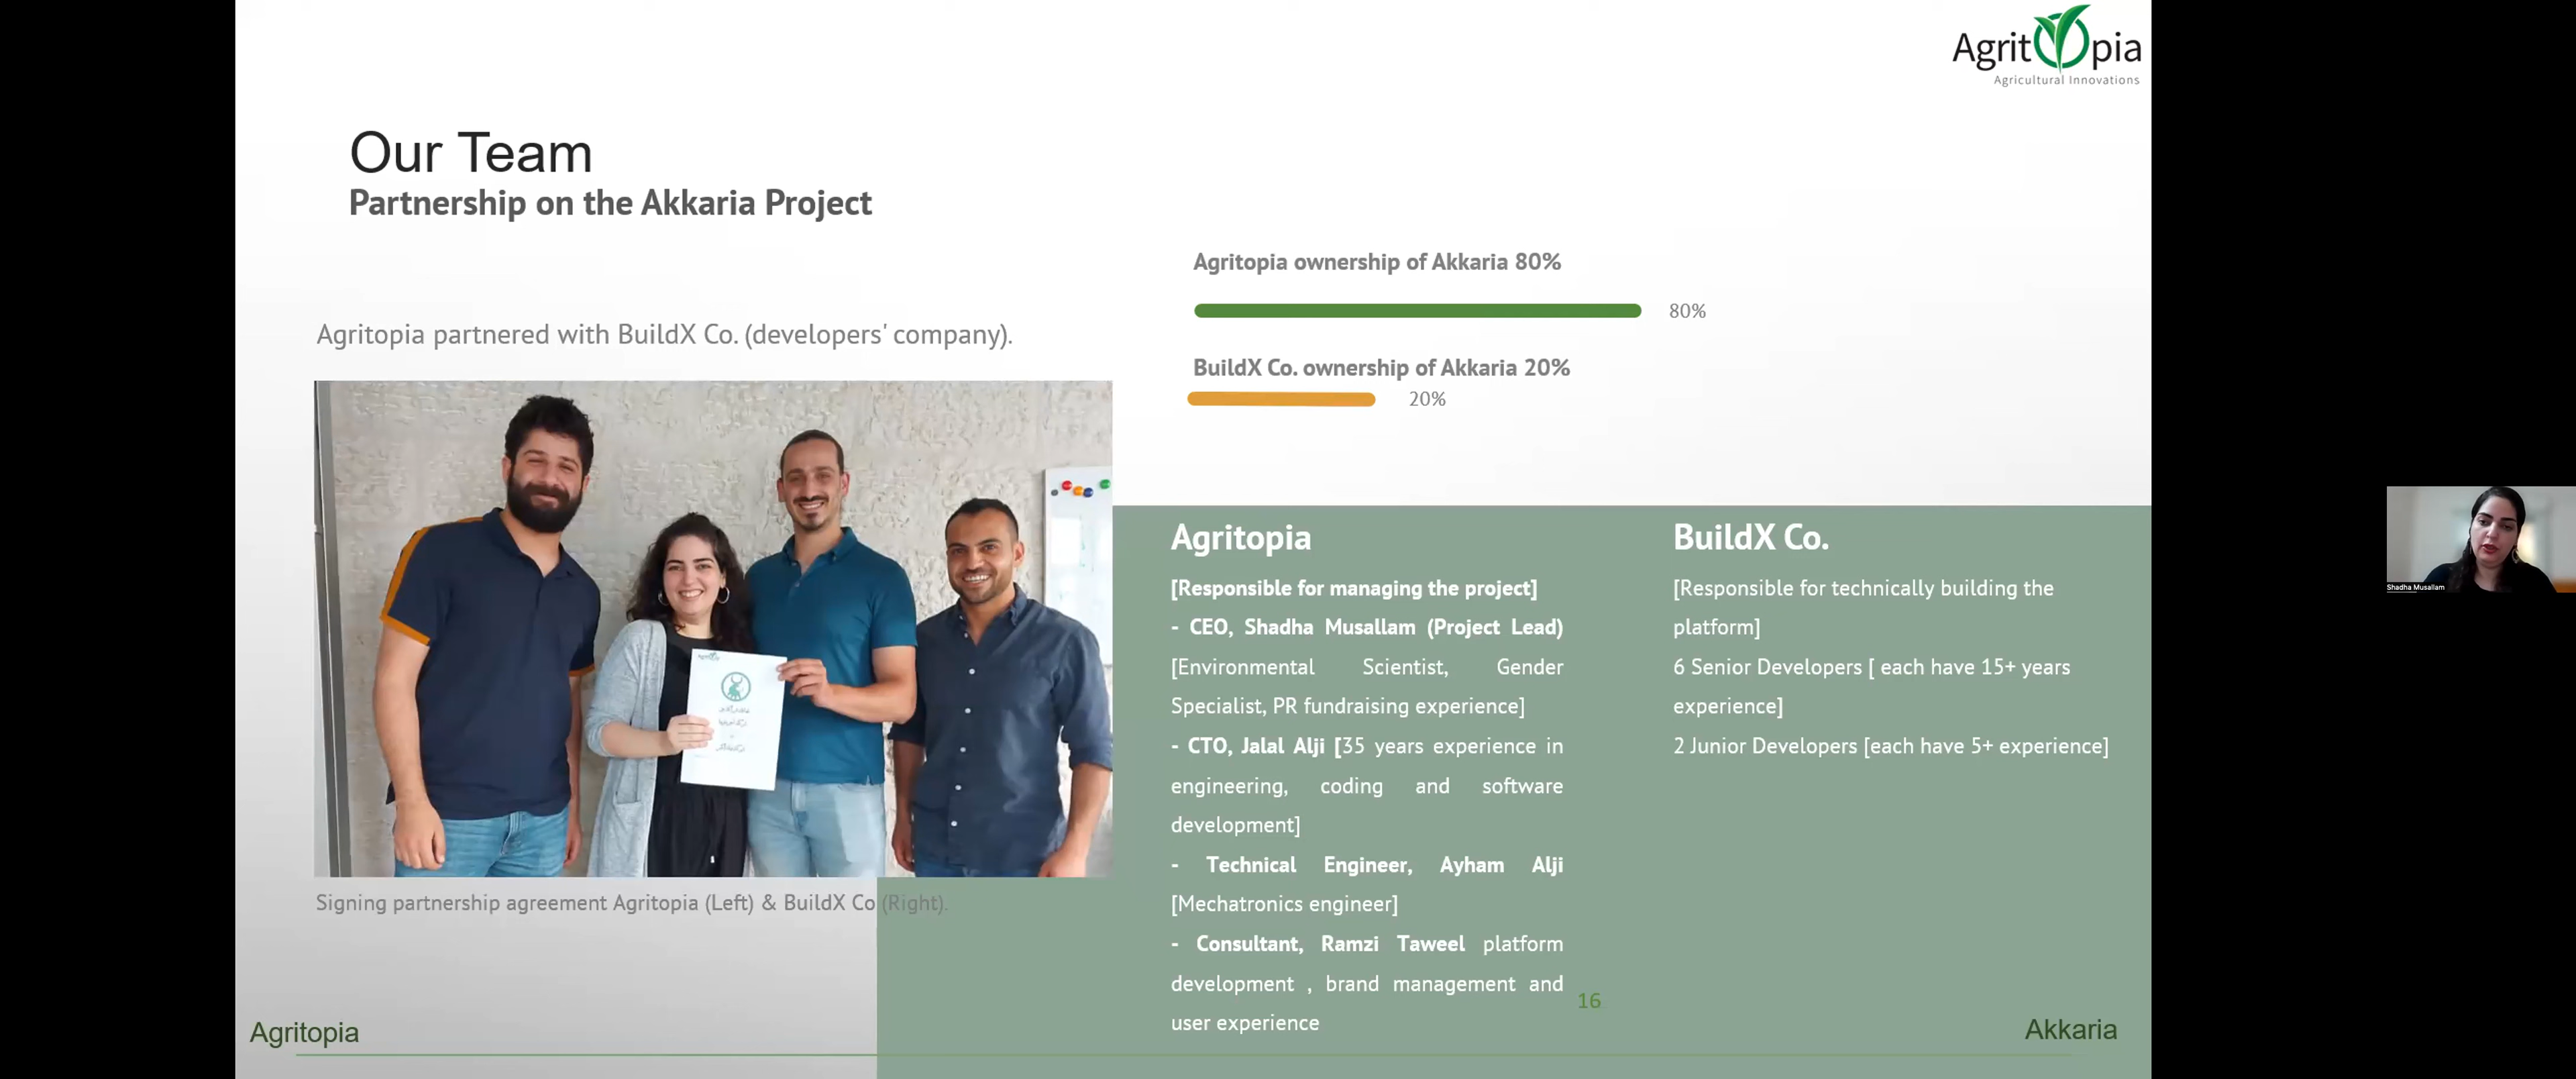 AgritOpia
Agricultural Innovations
Our Team
Partnership on the Akkaria Project
Agritopia partnered with BuildX Co. (developers' company).
Signing partnership agreement Agritopia (Left) & BuildX Co (Right).
Agritopia ownership of Akkaria 80%
80%
BuildX Co. ownership of Akkaria 20%
20%
Agritopia
[Responsible for managing the project]
- CEO, Shadha Musallam (Project Lead)
[Environmental Scientist, Gender
Specialist, PR fundraising experience]
- CTO, Jalal Alji [35 years experience in
engineering, coding and software
development]
- Technical Engineer, Ayham Alji
[Mechatronics engineer]
- Consultant, Ramzi Taweel platform
development , brand management and
user experience
BuildX Co.
[Responsible for technically building the
platform]
6 Senior Developers [ each have 15+ years
experience]
2 Junior Developers [each have 5+ experience]
16
Agritopia
Akkaria
Shadha Musallam